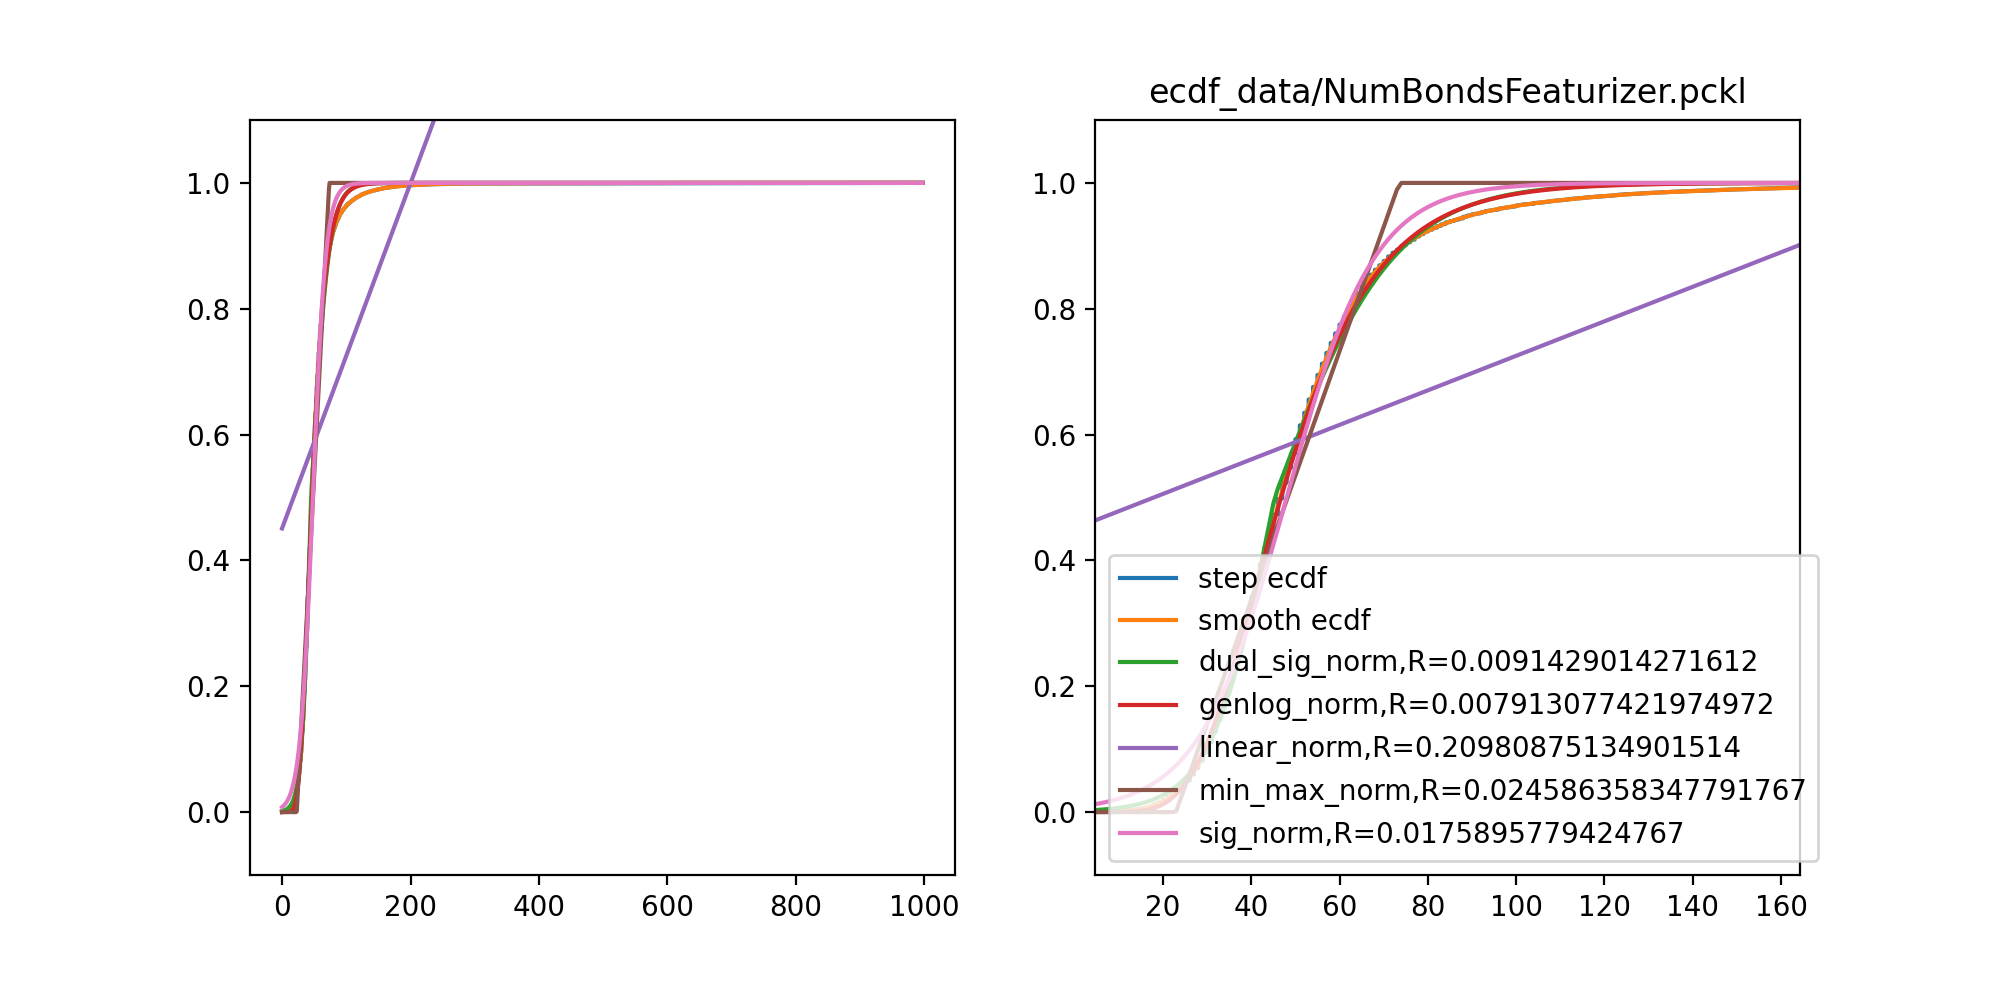 ecdf_data/NumBondsFeaturizer.pckl
1.0
0.8
0.6
0.4
0.2
0.0
0 200 400 600 800 1000
1.0
0.8
0.6
0.4
0.2
0.0
step ecdf
smooth ecdf
dual_sig_norm,R=0.0091429014271612
genlog_norm,R=0.007913077421974972
linear_norm,R=0.20980875134901514
min_max_norm,R=0.024586358347791767
sig_norm,R=0.0175895779424767
20 40 60 80 100 120 140 160